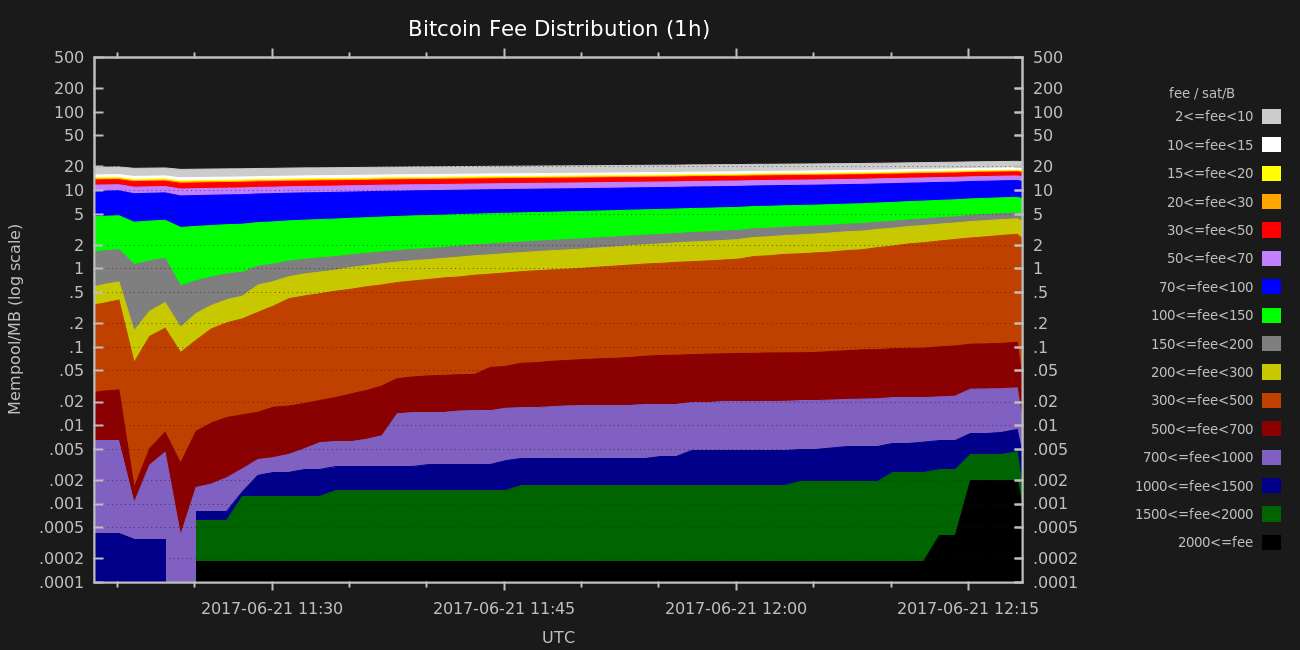 Bitcoin Fee Distribution (1h)
Mempool/MB (log scale)
500
200
100
50
20
10
5
2
1
.5
.2
.1
.05
.02
.01
.005
.002
.001
.0005
.0002
.0001
500
200
100
50
20
10
5
2
1
.5
.2
.1
.05
.02
.01
.005
.002
.001
.0005
.0002
.0001
2017-06-21 11:30
2017-06-21 11:45
2017-06-21 12:00
2017-06-21 12:15
UTC
fee / sat/B
2<=fee<10
10<=fee<15
15<=fee<20
20<=fee<30
30<=fee<50
50<=fee<70
70<=fee<100
100<=fee<150
150<=fee<200
200<=fee<300
300<=fee<500
500<=fee<700
700<=fee<1000
1000<=fee<1500
1500<=fee<2000
2000<=fee